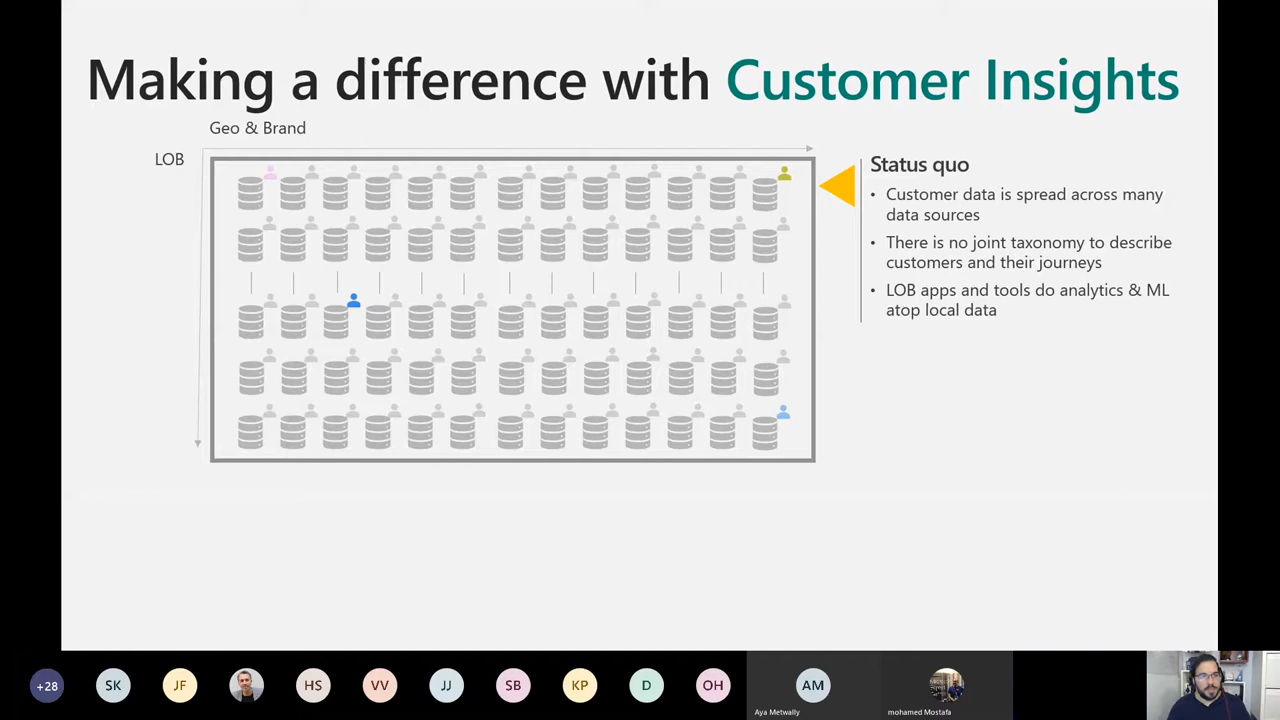 Making a difference with Customer Insights
Geo & Brand
LOB
Status quo
• Customer data is spread across many
data sources
• There is no joint taxonomy to describe
customers and their journeys
• LOB apps and tools do analytics & ML
atop local data
+28
SK
JF
HS
VV
JJ
SB
KP
D
OH
AM
Aya Metwally
mohamed Mostafa